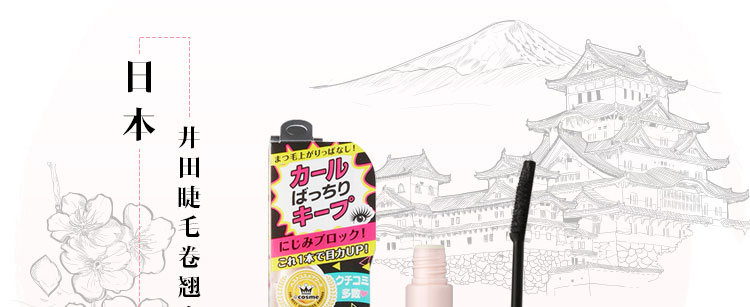 日本
井田睫毛卷翘
まつ毛上がりっぱなし!
カール
ぱっちり
キープ
にじみブロック!
これ1本で目力UP!
クチコミ
多数
@cosme